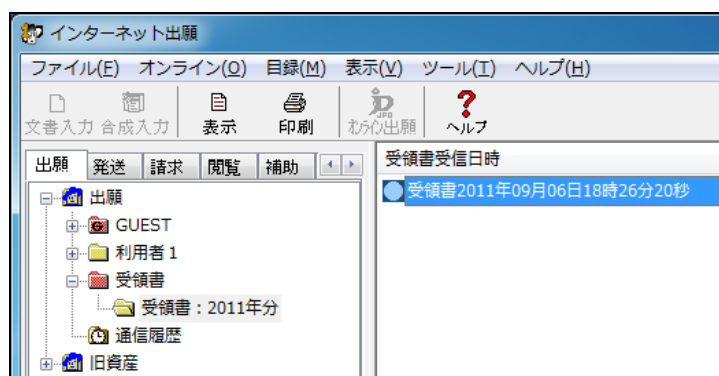 インターネット出願
ファイル(F) オンライン(O) 目録(M) 表示(V) ツール(T) ヘルプ(H)
文書入力 合成入力 表示 印刷 オンライン出願 ヘルプ
出願 発送 請求 閲覧 補助
受領書受信日時
受領書2011年09月06日18時26分20秒
出願
GUEST
利用者1
受領書
受領書:2011年分
通信履歴
旧資産